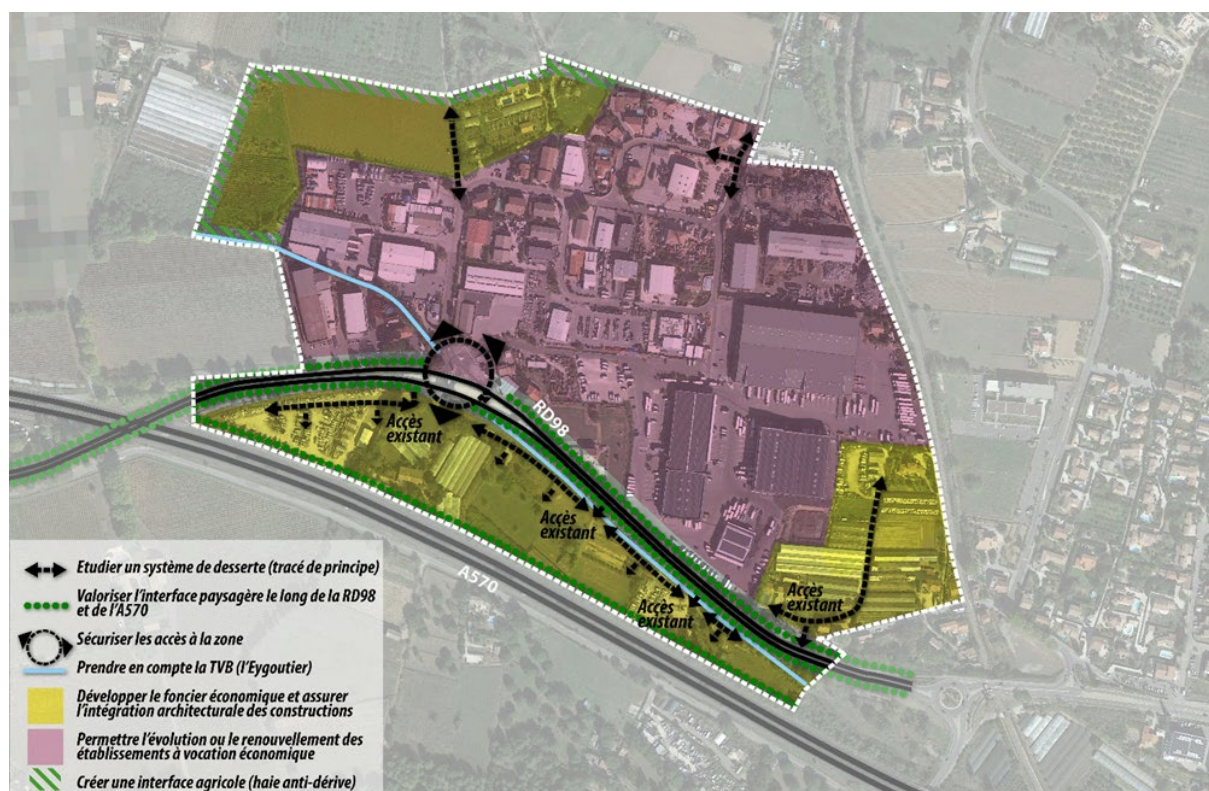 RD98
Accès
existant
Accès
existant
Accès
existant
Accès
existant
A570
Etudier un système de desserte (tracé de principe)
Valoriser l'interface paysagère le long de la RD98
et de l'A570
Sécuriser les accès à la zone
Prendre en compte la TVB (l'Eygoutier)
Développer le foncier économique et assurer
l'intégration architecturale des constructions
Permettre l'évolution ou le renouvellement des
établissements à vocation économique
Créer une interface agricole (haie anti-dérive)